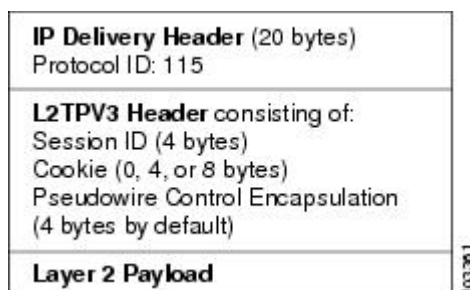 IP Delivery Header (20 bytes)
Protocol ID: 115
L2TPV3 Header consisting of:
Session ID (4 bytes)
Cookie (0, 4, or 8 bytes)
Pseudowire Control Encapsulation
(4 bytes by default)
Layer 2 Payload